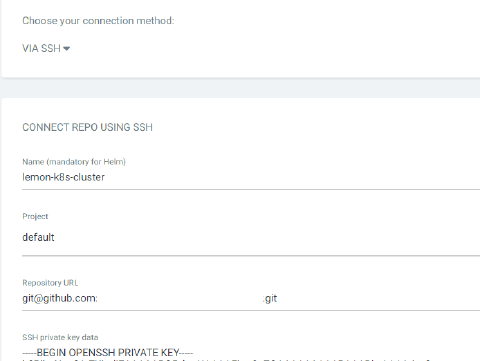 Choose your connection method:
VIA SSH
CONNECT REPO USING SSH
Name (mandatory for Helm)
lemon-k8s-cluster
Project
default
Repository URL
git@github.com: .git
SSH private key data
-----BEGIN OPENSSH PRIVATE KEY-----